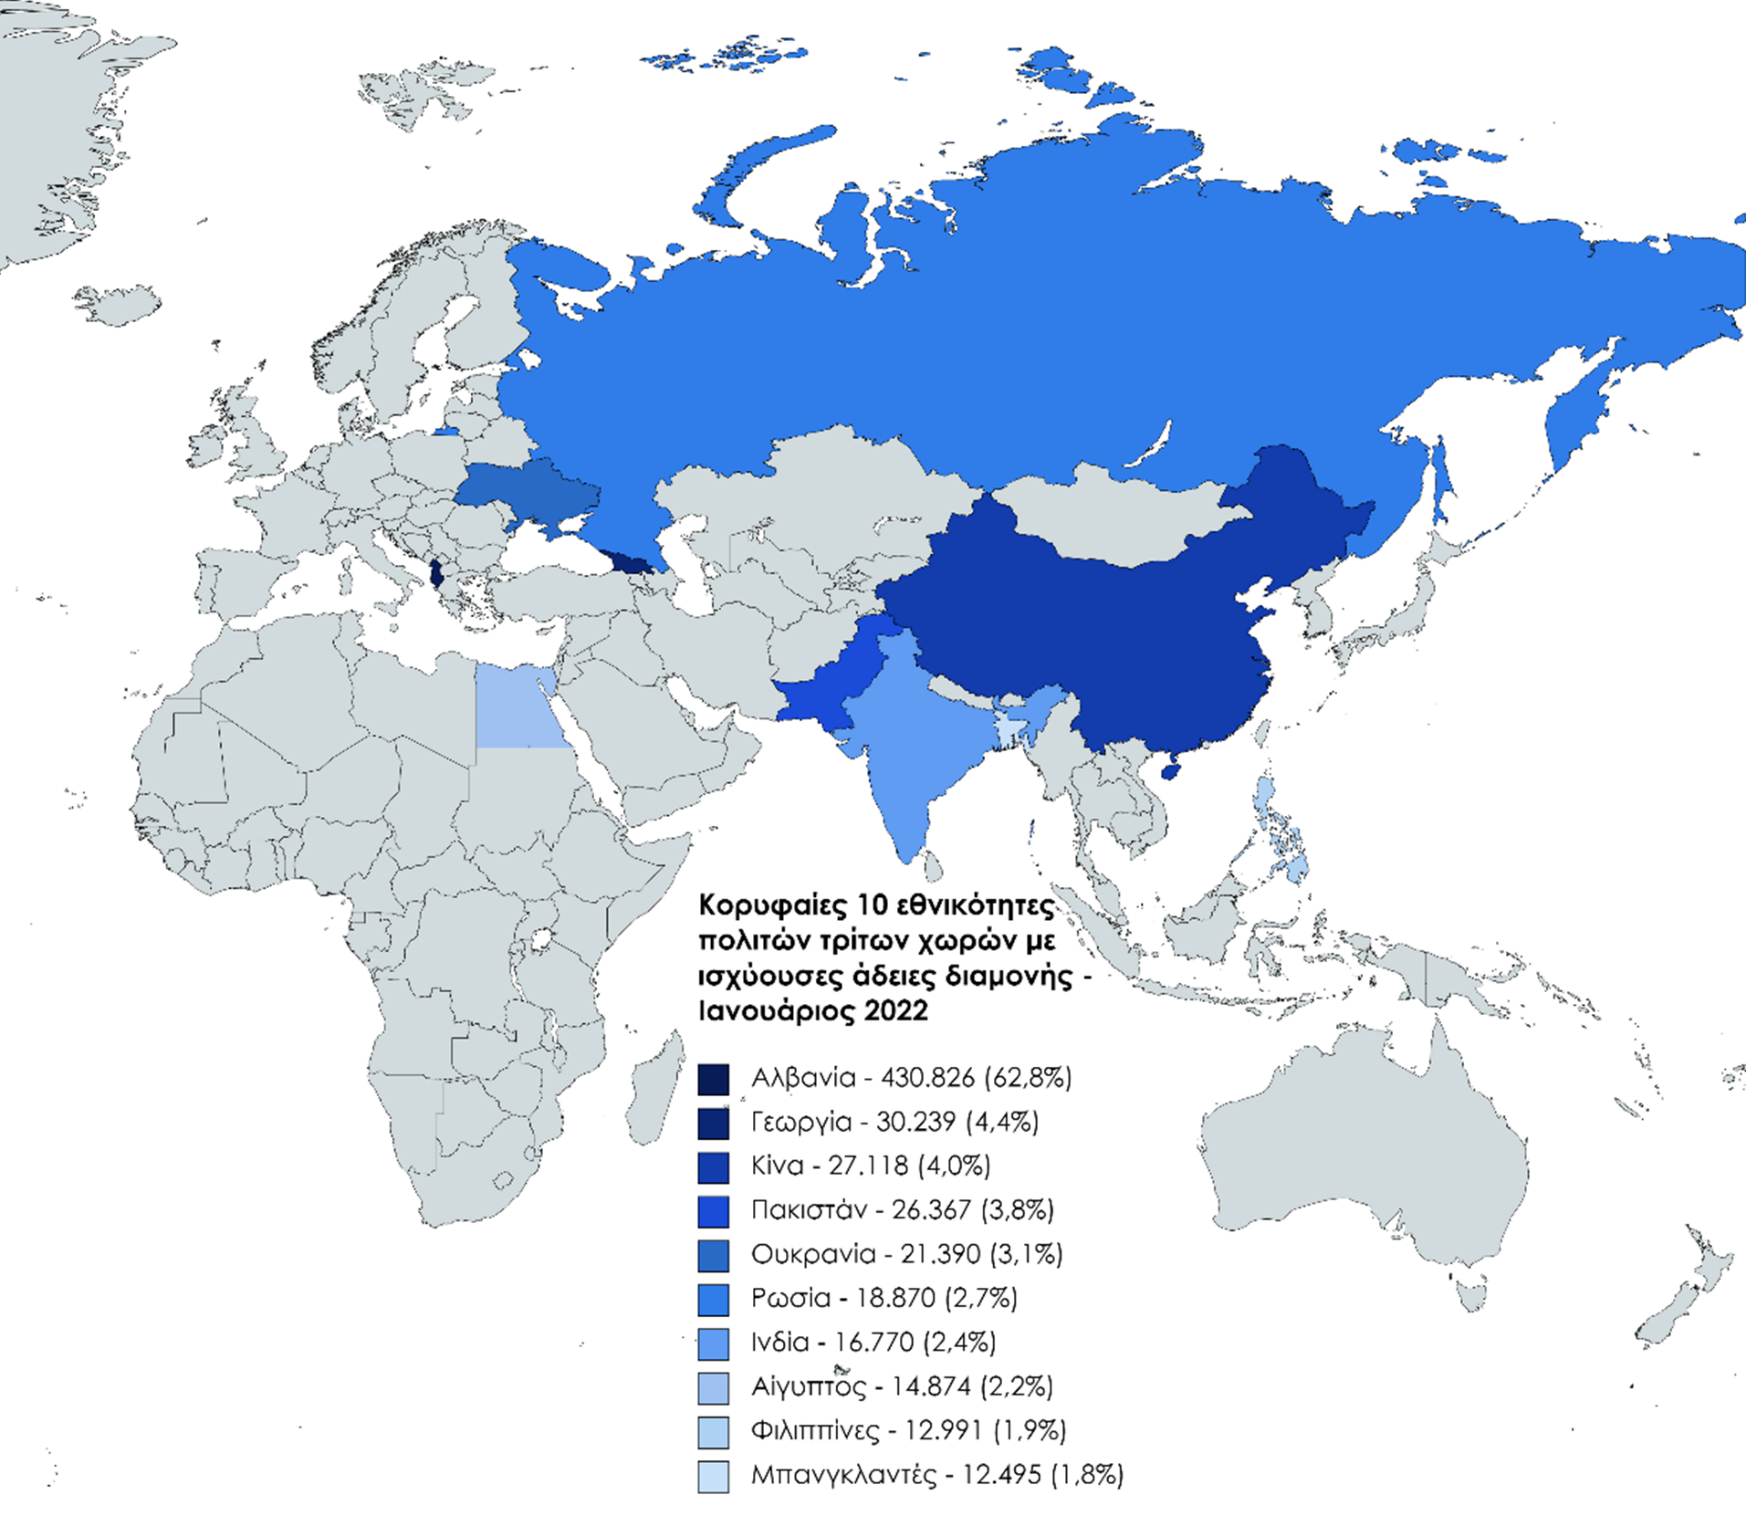 Κορυφαίες 10 εθνικότητες
πολιτών τρίτων χωρών με
ισχύουσες άδειες διαμονής -
Ιανουάριος 2022
Αλβανία - 430.826 (62,8%)
Γεωργία - 30.239 (4,4%)
Κίνα - 27.118 (4,0%)
Πακιστάν - 26.367 (3,8%)
Ουκρανία - 21.390 (3,1%)
Ρωσία - 18.870 (2,7%)
Ινδία - 16.770 (2,4%)
Αίγυπτος - 14.874 (2,2%)
Φιλιππίνες - 12.991 (1,9%)
Μπανγκλαντές - 12.495 (1,8%)